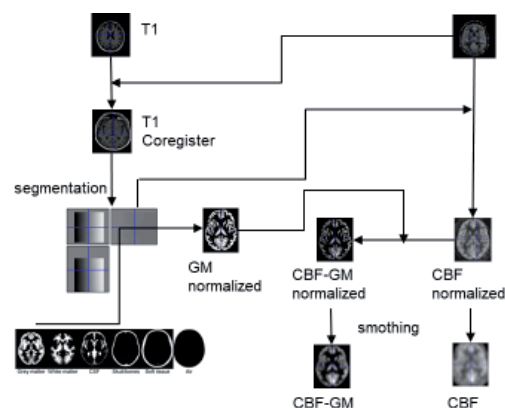 T1
T1
Coregister
segmentation
GM
normalized
CBF-GM
normalized
CBF
normalized
smothing
Grey matter White matter CBF Skull bones Soft tissue Air
CBF-GM
CBF